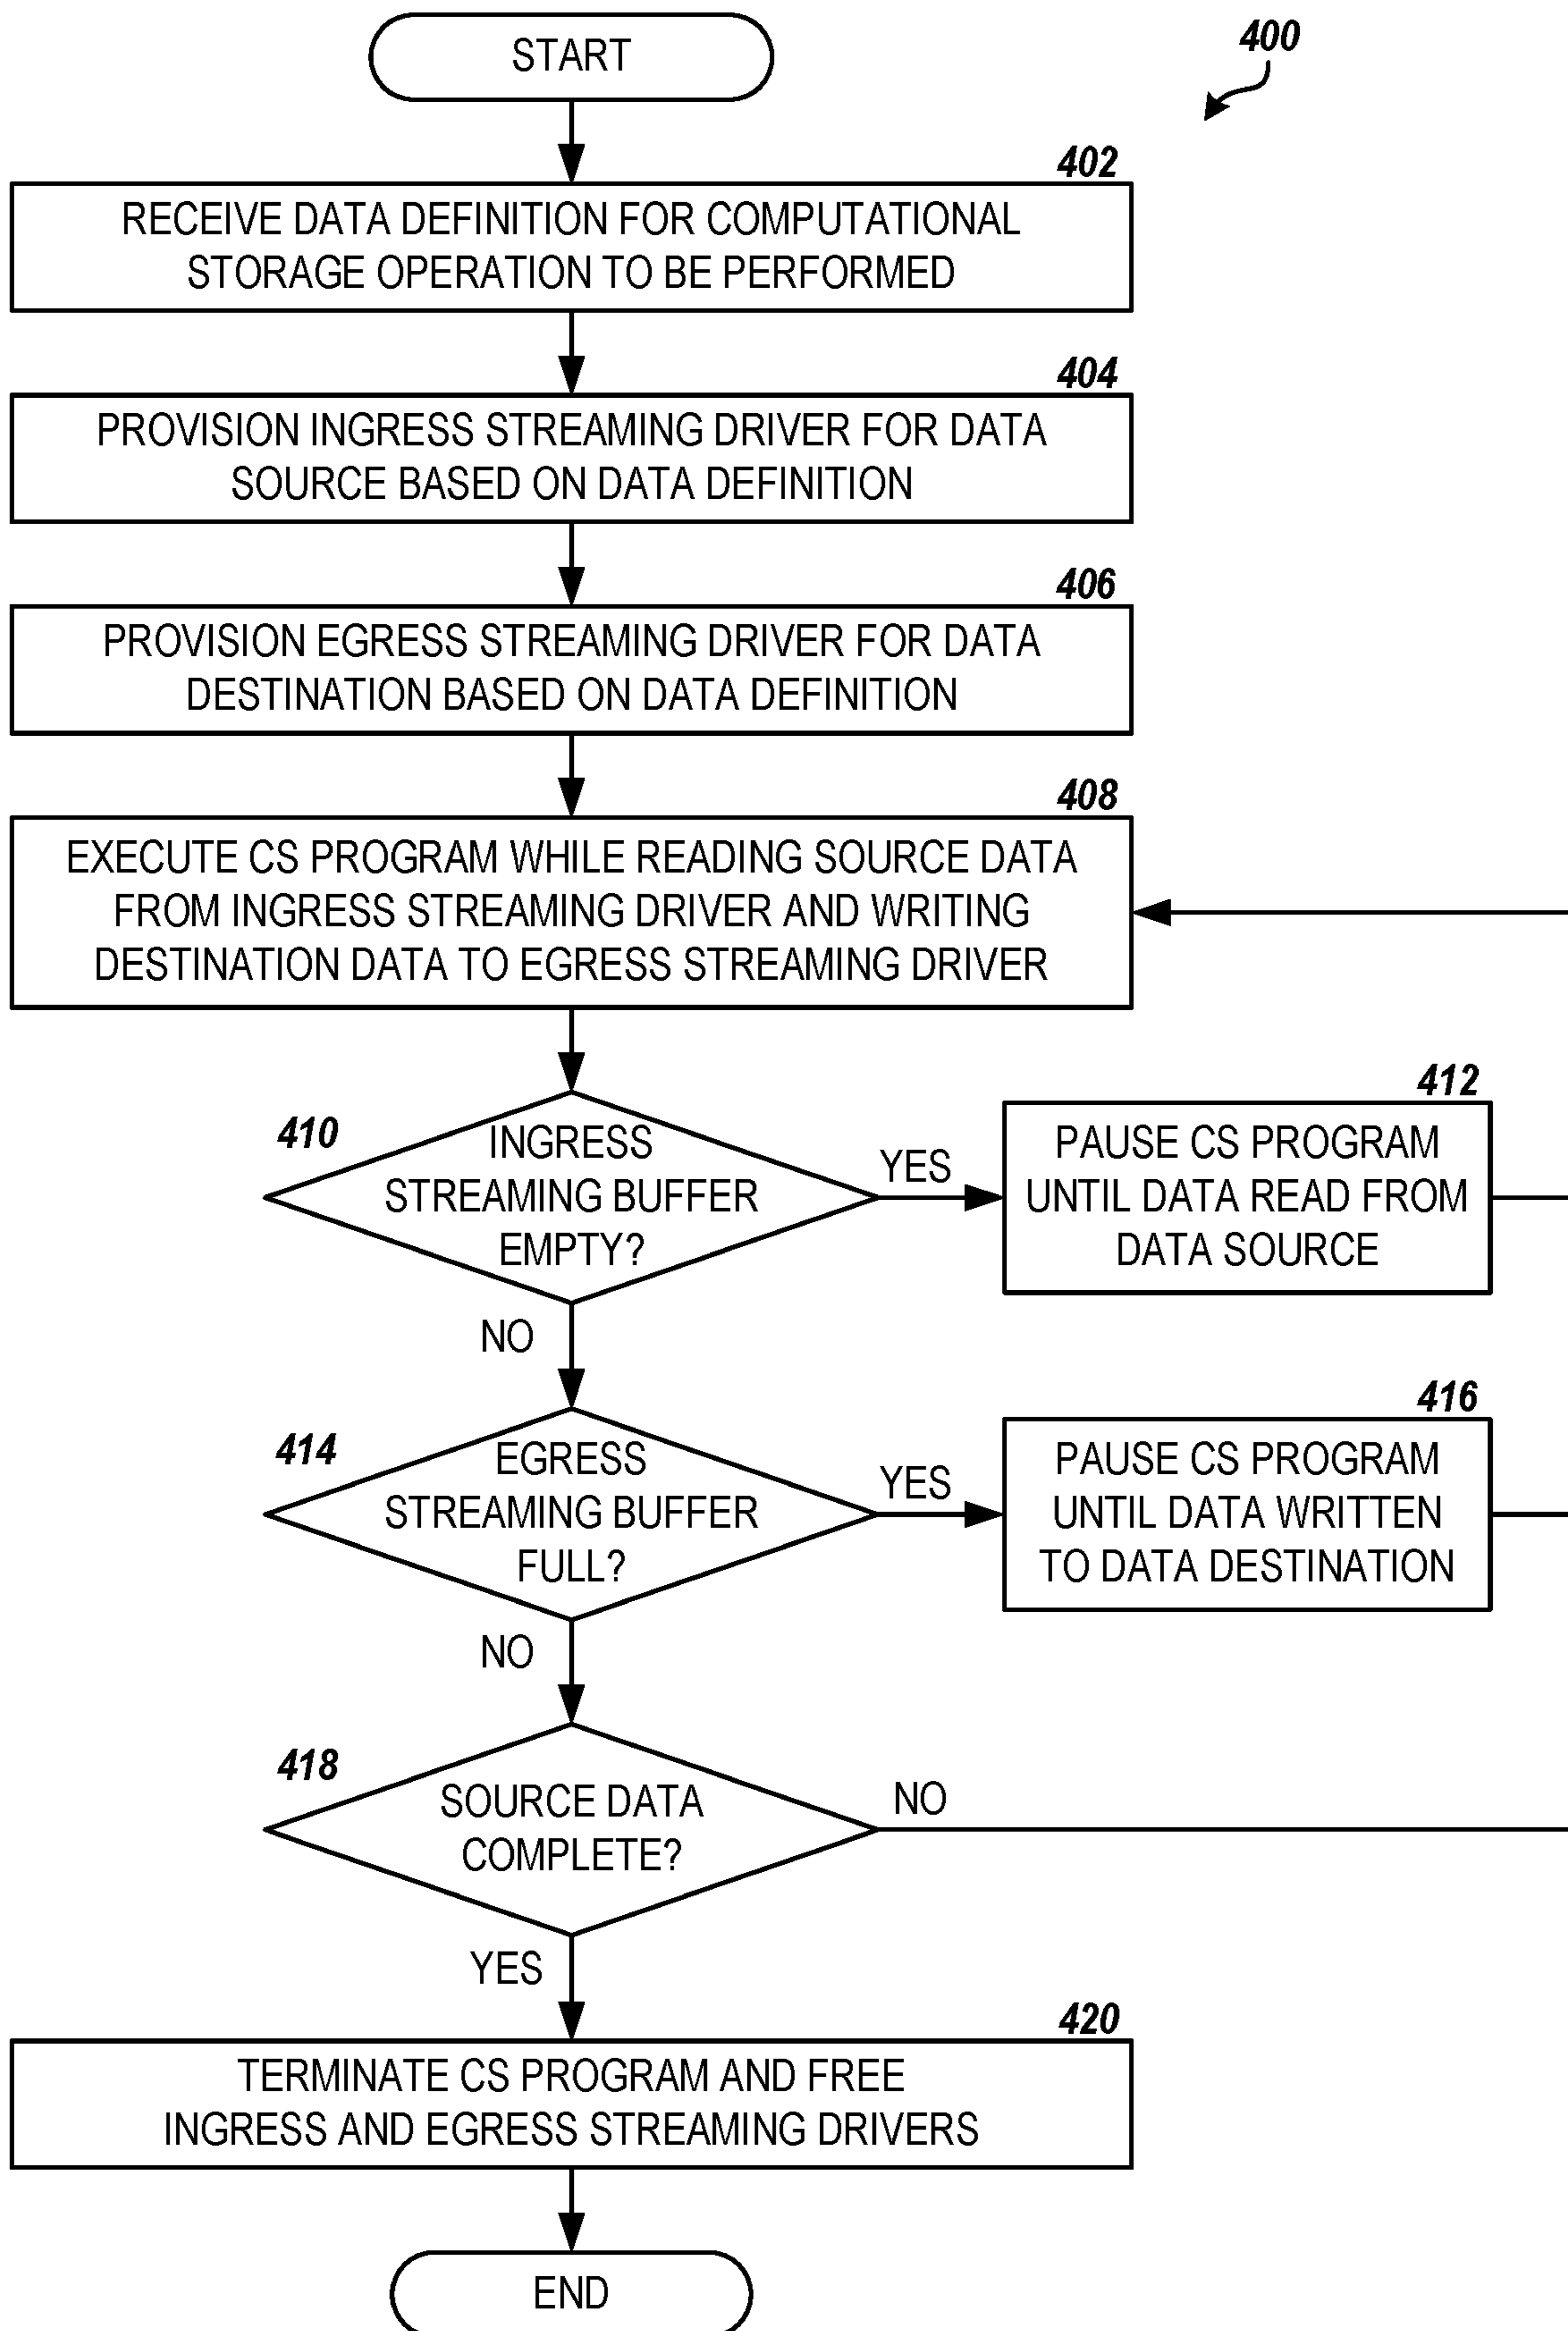 START
400
402
RECEIVE DATA DEFINITION FOR COMPUTATIONAL
STORAGE OPERATION TO BE PERFORMED
404
PROVISION INGRESS STREAMING DRIVER FOR DATA
SOURCE BASED ON DATA DEFINITION
406
PROVISION EGRESS STREAMING DRIVER FOR DATA
DESTINATION BASED ON DATA DEFINITION
408
EXECUTE CS PROGRAM WHILE READING SOURCE DATA
FROM INGRESS STREAMING DRIVER AND WRITING
DESTINATION DATA TO EGRESS STREAMING DRIVER
410
INGRESS
STREAMING BUFFER
EMPTY?
YES
412
PAUSE CS PROGRAM
UNTIL DATA READ FROM
DATA SOURCE
NO
414
EGRESS
STREAMING BUFFER
FULL?
YES
416
PAUSE CS PROGRAM
UNTIL DATA WRITTEN
TO DATA DESTINATION
NO
418
SOURCE DATA
COMPLETE?
NO
YES
420
TERMINATE CS PROGRAM AND FREE
INGRESS AND EGRESS STREAMING DRIVERS
END